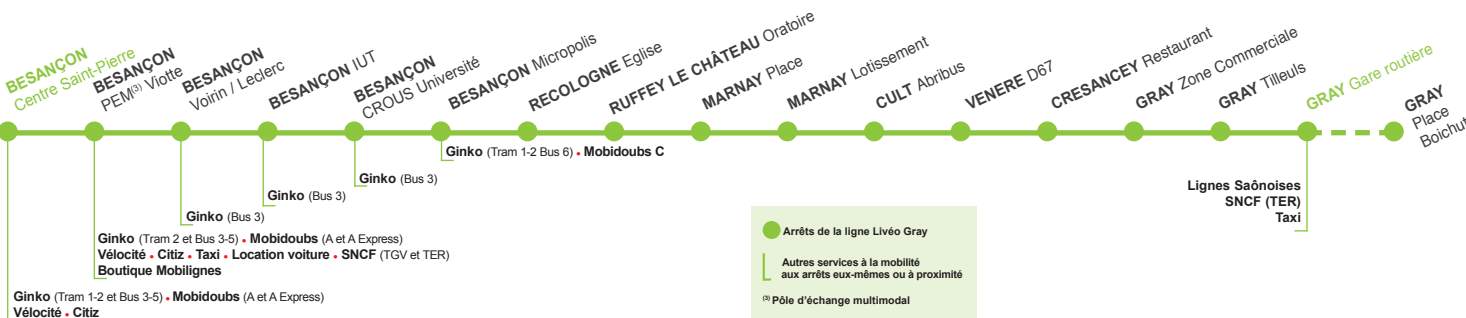 BESANÇON
Centre Saint-Pierre
BESANÇON
PEM(3) Viotte
BESANÇON
Voirin / Leclerc
BESANÇON IUT
BESANÇON
CROUS Université
BESANÇON Micropolis
RECOLOGNE Eglise
RUFFEY LE CHÂTEAU Oratoire
MARNAY Place
MARNAY Lotissement
CULT Abribus
VENERE D67
CRESANCEY Restaurant
GRAY Zone Commerciale
GRAY Tilleuls
GRAY Gare routière
GRAY
Place
Boichut
Ginko (Tram 1-2 Bus 6) • Mobidoubs C
Ginko (Bus 3)
Ginko (Bus 3)
Ginko (Bus 3)
Ginko (Tram 2 et Bus 3-5) • Mobidoubs (A et A Express)
Vélocité • Citiz • Taxi • Location voiture • SNCF (TGV et TER)
Boutique Mobilignes
Ginko (Tram 1-2 et Bus 3-5) • Mobidoubs (A et A Express)
Vélocité • Citiz
Lignes Saônoises
SNCF (TER)
Taxi
Arrêts de la ligne Livéo Gray
Autres services à la mobilité
aux arrêts eux-mêmes ou à proximité
(3) Pôle d'échange multimodal